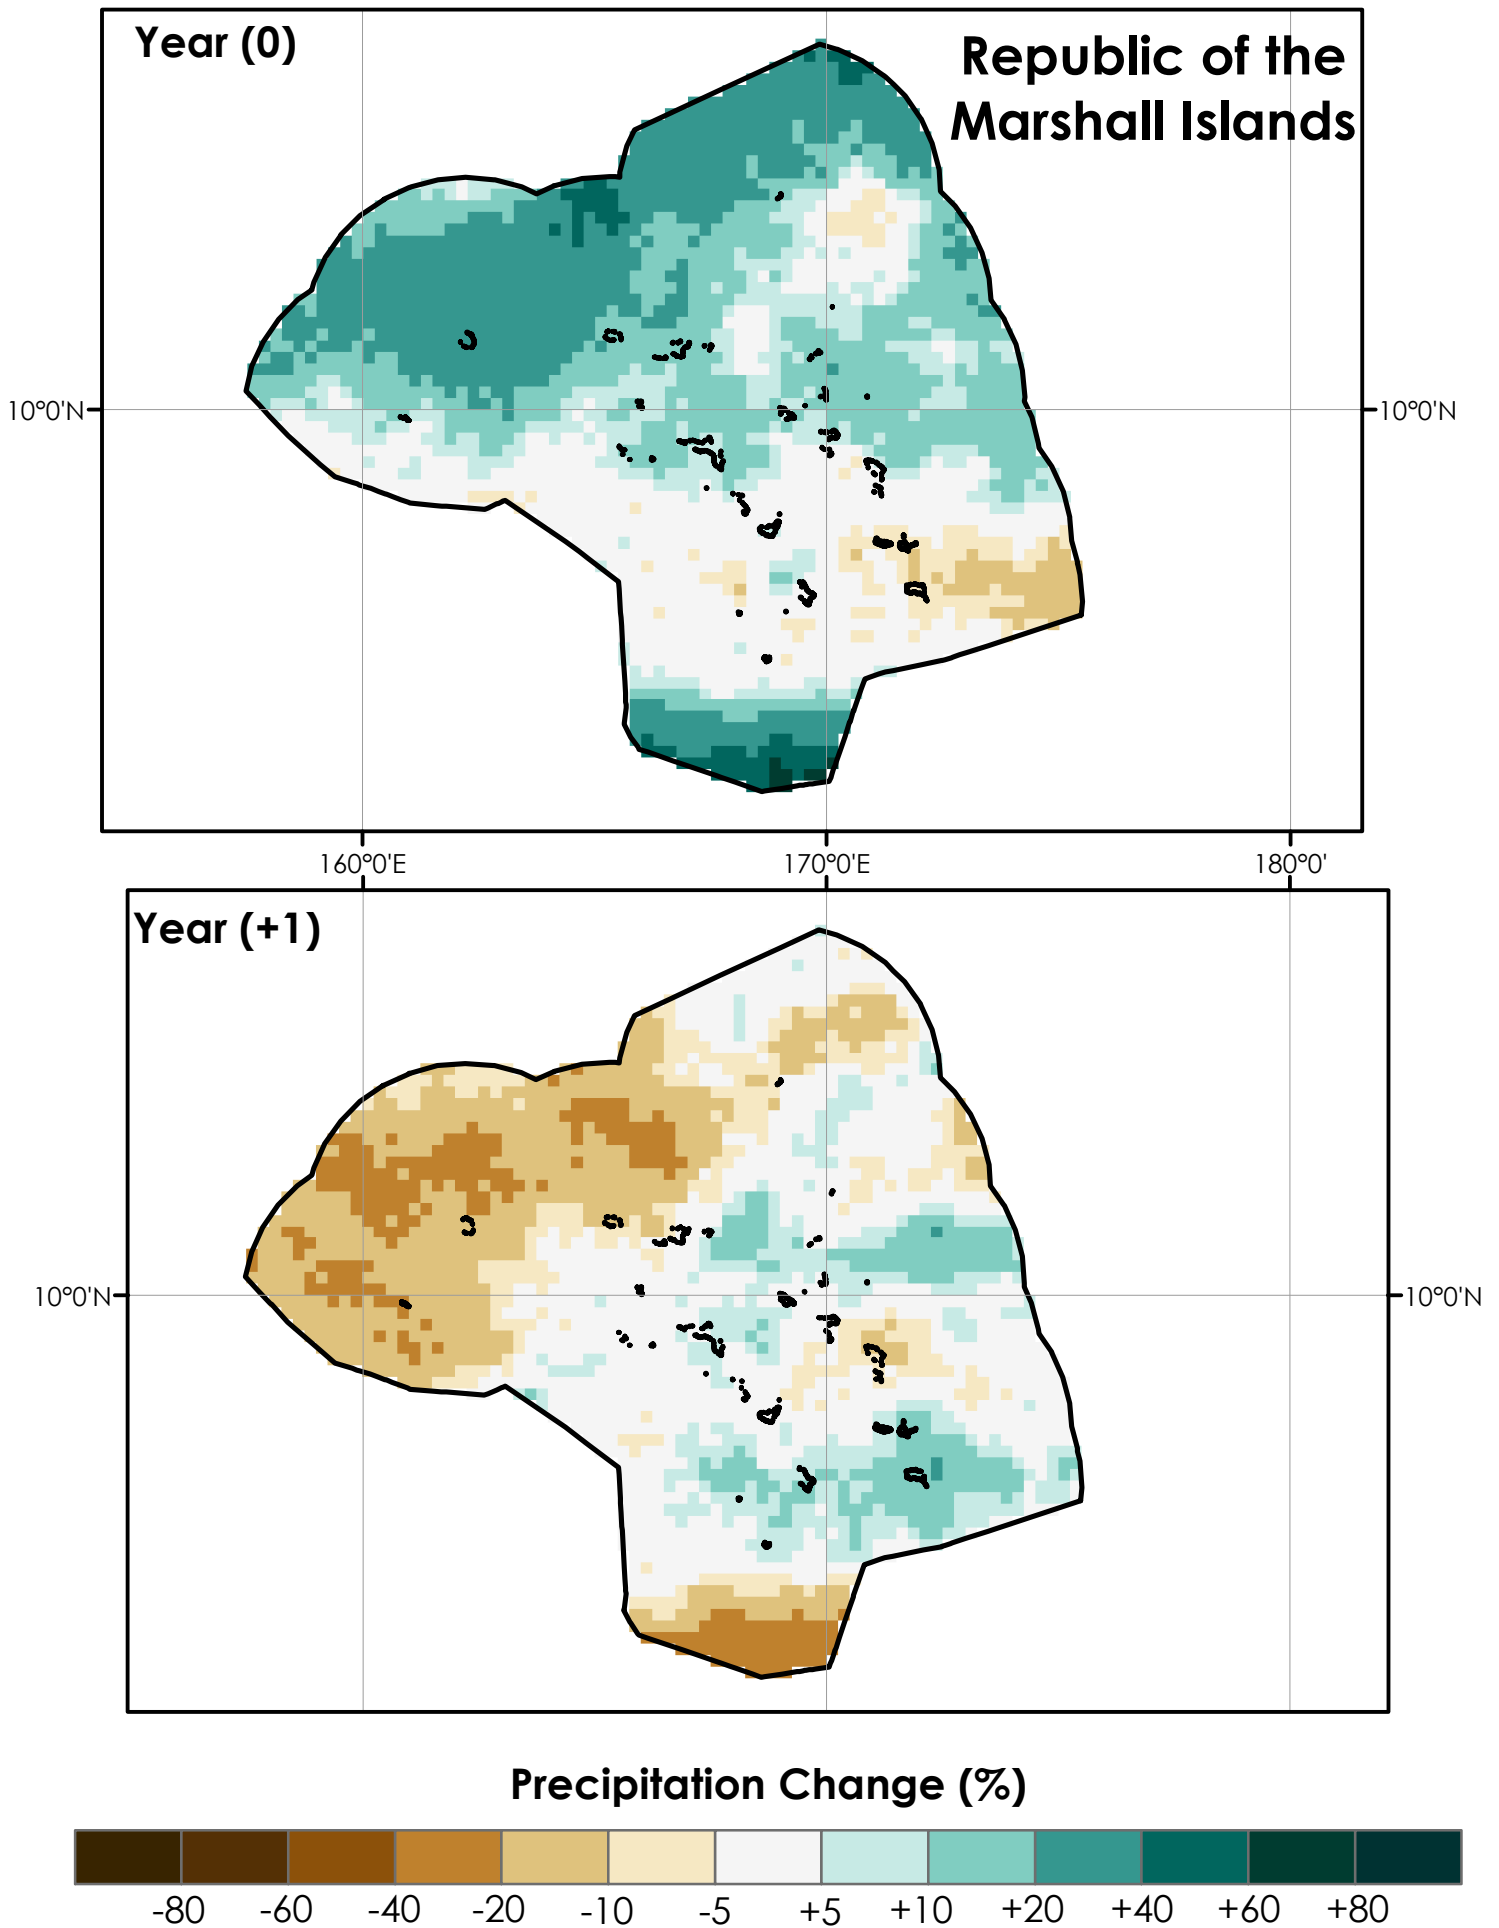 Year (0)
Republic of the
Marshall Islands
10°0'N
10°0'N
160°0'E
170°0'E
180°0'
Year (+1)
10°0'N
10°0'N
Precipitation Change (%)
-80 -60 -40 -20 -10 -5 +5 +10 +20 +40 +60 +80